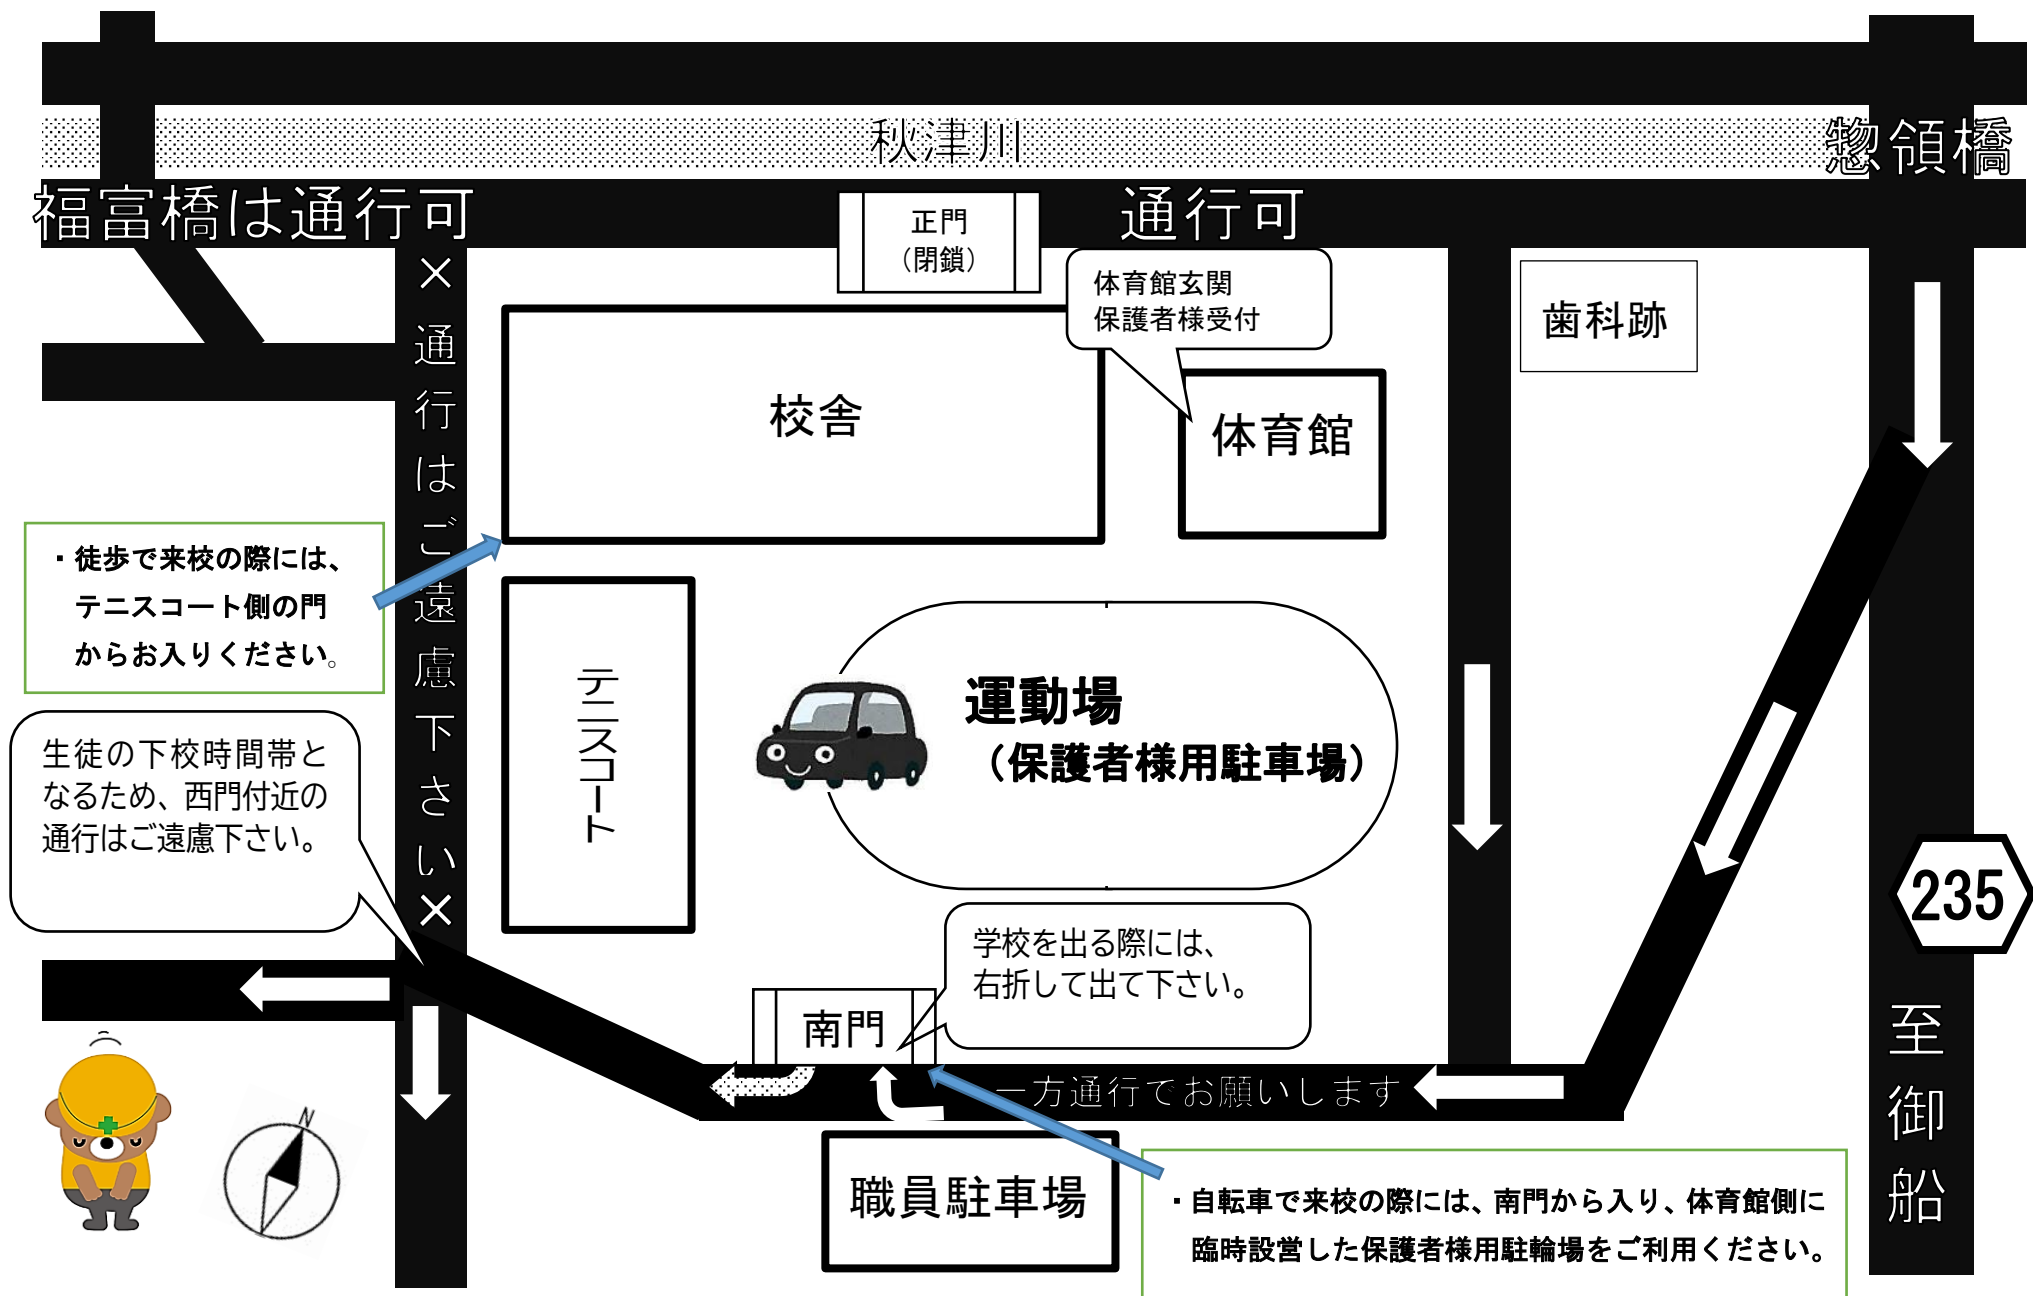 秋津川
惣領橋
福富橋は通行可
通行可
正門
（閉鎖）
体育館玄関
保護者様受付
歯科跡
×通行はご遠慮下さい×
校舎
体育館
・徒歩で来校の際には、
テニスコート側の門
からお入りください。
テニスコート
運動場
（保護者様用駐車場）
生徒の下校時間帯と
なるため、西門付近の
通行はご遠慮下さい。
235
学校を出る際には、
右折して出て下さい。
南門
一方通行でお願いします
至御船
N
職員駐車場
・自転車で来校の際には、南門から入り、体育館側に
臨時設営した保護者様用駐輪場をご利用ください。